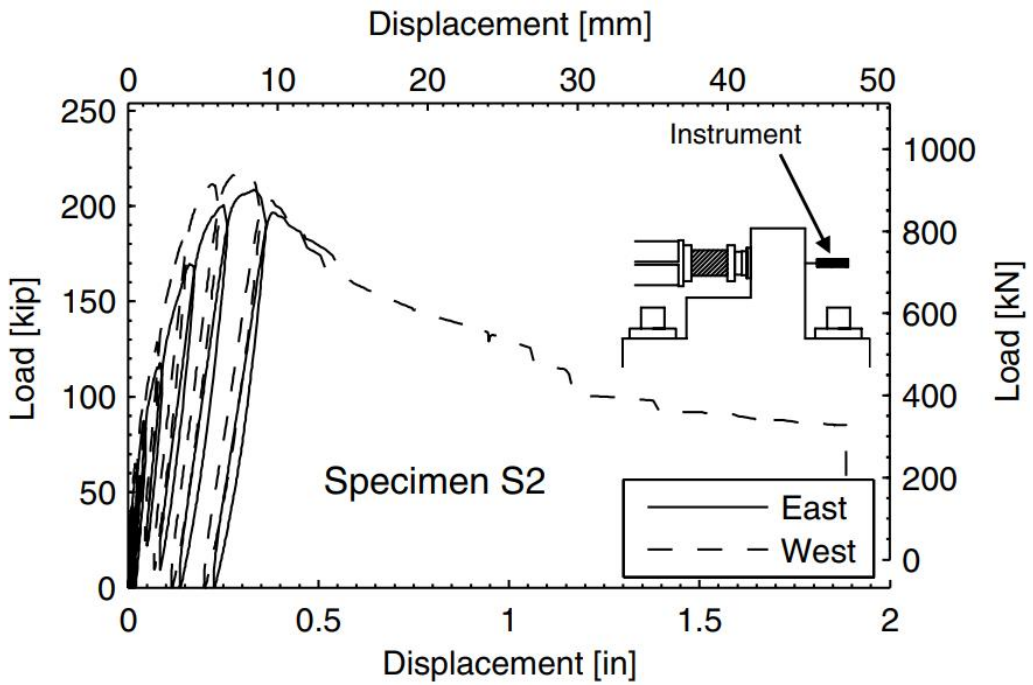 Displacement [mm]
0 10 20 30 40 50
250
200
150
100
50
0
Load [kip]
1000
800
600
400
200
0
Load [kN]
Instrument
Specimen S2
East
West
0 0.5 1 1.5 2
Displacement [in]